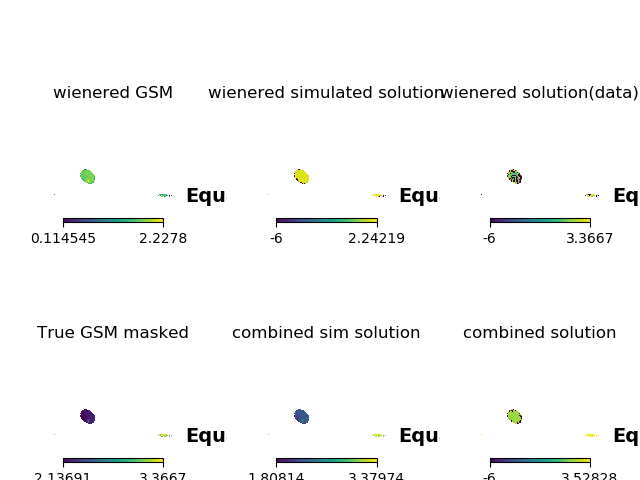 wienered GSM
wienered simulated solution
wienered solution(data)
Equ
Equ
Eq
0.114545 2.2278
-6 2.24219
-6 3.3667
True GSM masked
combined sim solution
combined solution
Equ
Equ
Eq
2.13691 3.3667
1.80814 3.37974
-6 3.52828